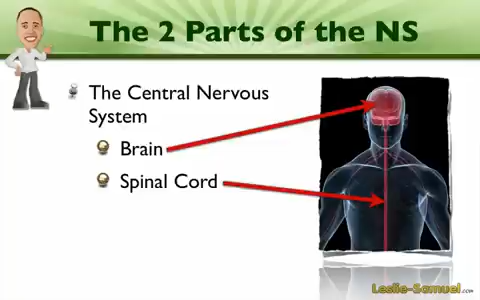 The 2 Parts of the NS
The Central Nervous
System
Brain
Spinal Cord
Leslie-Samuel.com